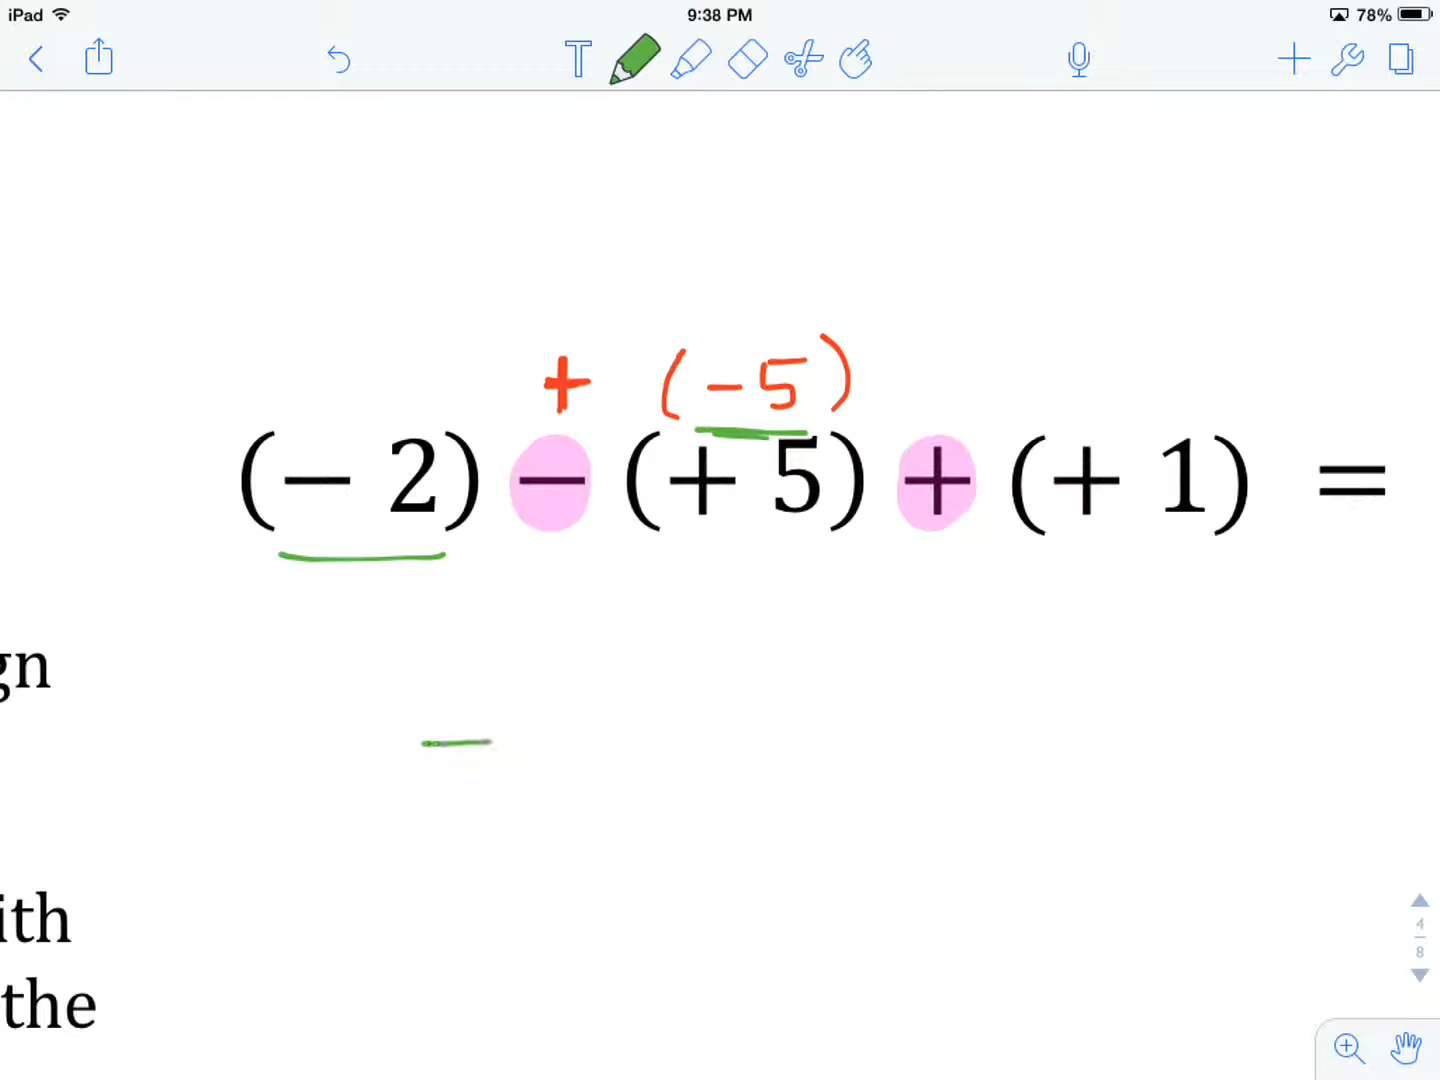 iPad 9:38 PM 78%
T
+ (-5)
(− 2) − (+ 5) + (+ 1) =
gn
—
ith
the
4
8